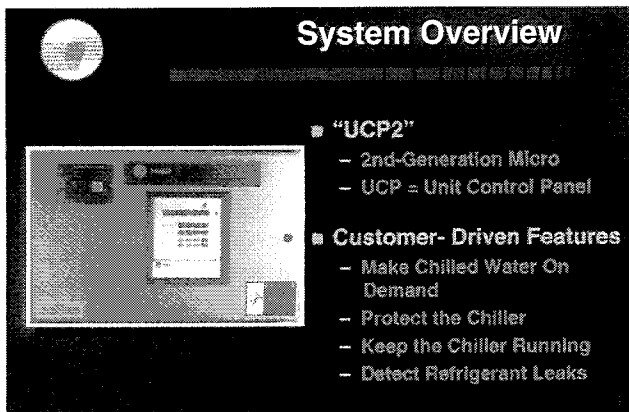 System Overview
"UCP2"
– 2nd-Generation Micro
– UCP = Unit Control Panel
Customer- Driven Features
– Make Chilled Water On
Demand
– Protect the Chiller
– Keep the Chiller Running
– Detect Refrigerant Leaks